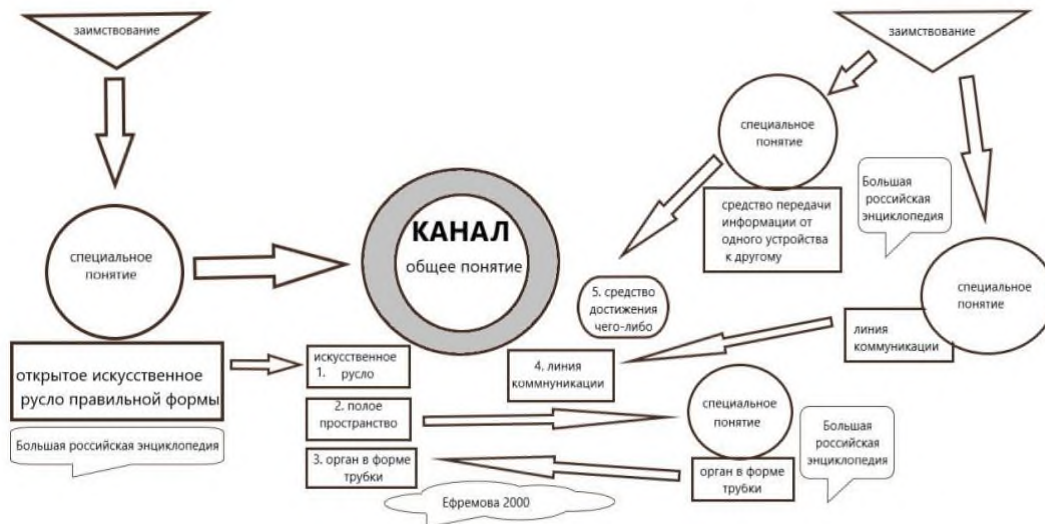 заимствование
заимствование
специальное
понятие
Большая
российская
энциклопедия
средство передачи
информации от
одного устройства
к другому
КАНАЛ
общее понятие
специальное
понятие
специальное
понятие
5. средство
достижения
чего-либо
линия
коммуникации
искусственное
1. русло
4. линия
коммнуникации
открытое искусственное
русло правильной формы
2. полое
пространство
специальное
понятие
Большая российская энциклопедия
3. орган в форме
трубки
орган в форме
трубки
Большая
российская
энциклопедия
Ефремова 2000